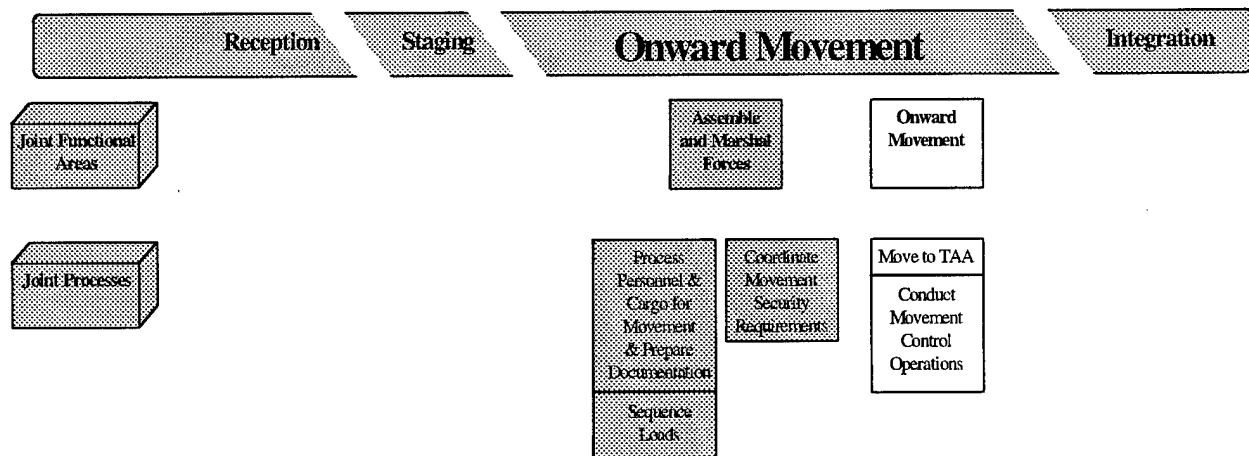 Reception
Staging
Onward Movement
Integration
Joint Functional
Areas
Assemble
and Marshal
Forces
Onward
Movement
Joint Processes
Process
Personnel &
Cargo for
Movement
& Prepare
Documentation
Sequence
Loads
Coordinate
Movement
Security
Requirements
Move to TAA
Conduct
Movement
Control
Operations